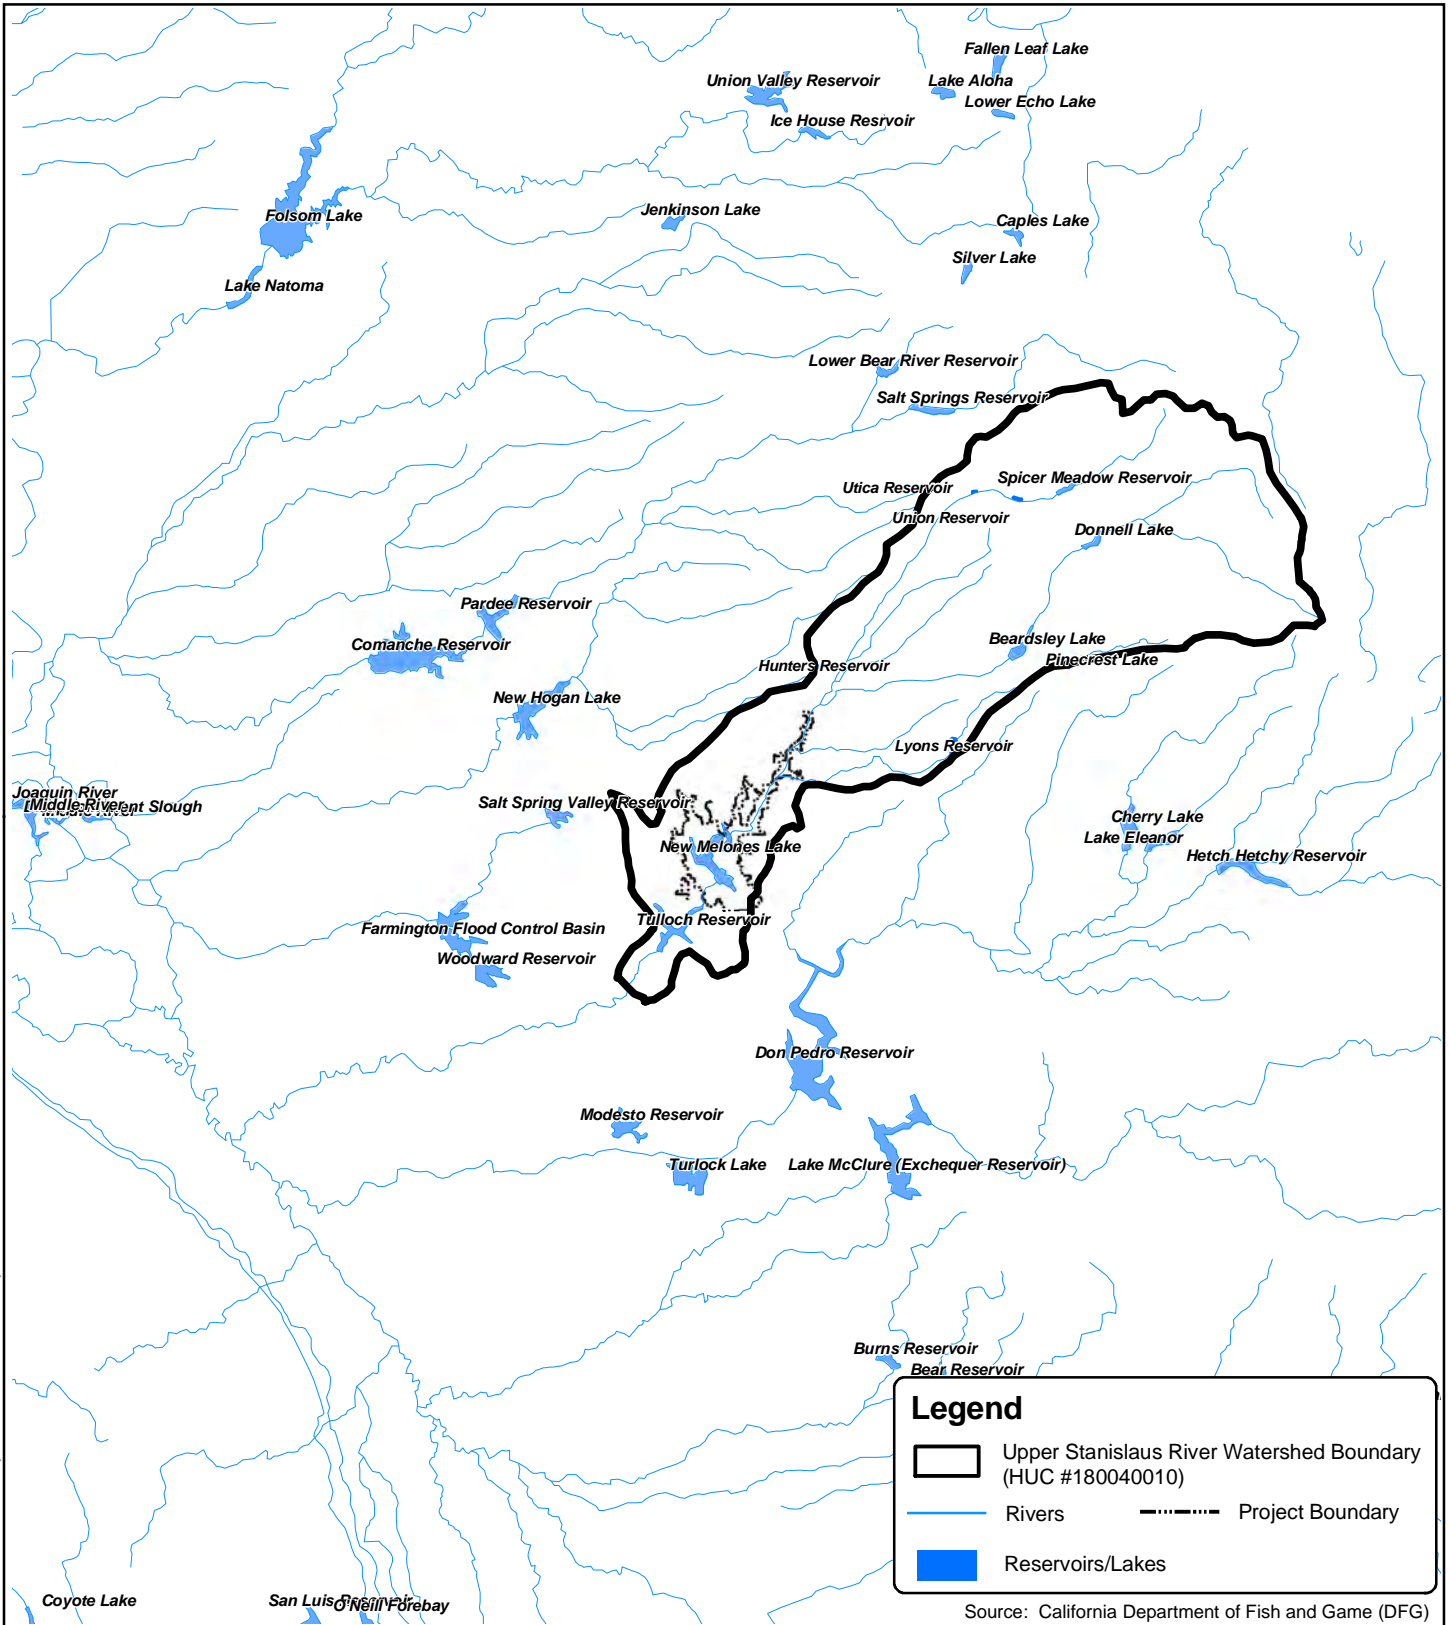 Fallen Leaf Lake
Union Valley Reservoir
Lake Aloha
Lower Echo Lake
Ice House Resrvoir
Jenkinson Lake
Folsom Lake
Caples Lake
Silver Lake
Lake Natoma
Lower Bear River Reservoir
Salt Springs Reservoir
Spicer Meadow Reservoir
Utica Reservoir
Union Reservoir
Donnell Lake
Pardee Reservoir
Comanche Reservoir
Beardsley Lake
Pinecrest Lake
Hunters Reservoir
New Hogan Lake
Lyons Reservoir
Joaquin River
Middle River
Salt Spring Valley Reservoir
Cherry Lake
Lake Eleanor
New Melones Lake
Hetch Hetchy Reservoir
Tulloch Reservoir
Farmington Flood Control Basin
Woodward Reservoir
Don Pedro Reservoir
Modesto Reservoir
Turlock Lake
Lake McClure (Exchequer Reservoir)
Burns Reservoir
Bear Reservoir
Legend
Upper Stanislaus River Watershed Boundary
(HUC #180040010)
Rivers
Project Boundary
Reservoirs/Lakes
Coyote Lake
San Luis Reservoir
O'Neill Forebay
Source: California Department of Fish and Game (DFG)